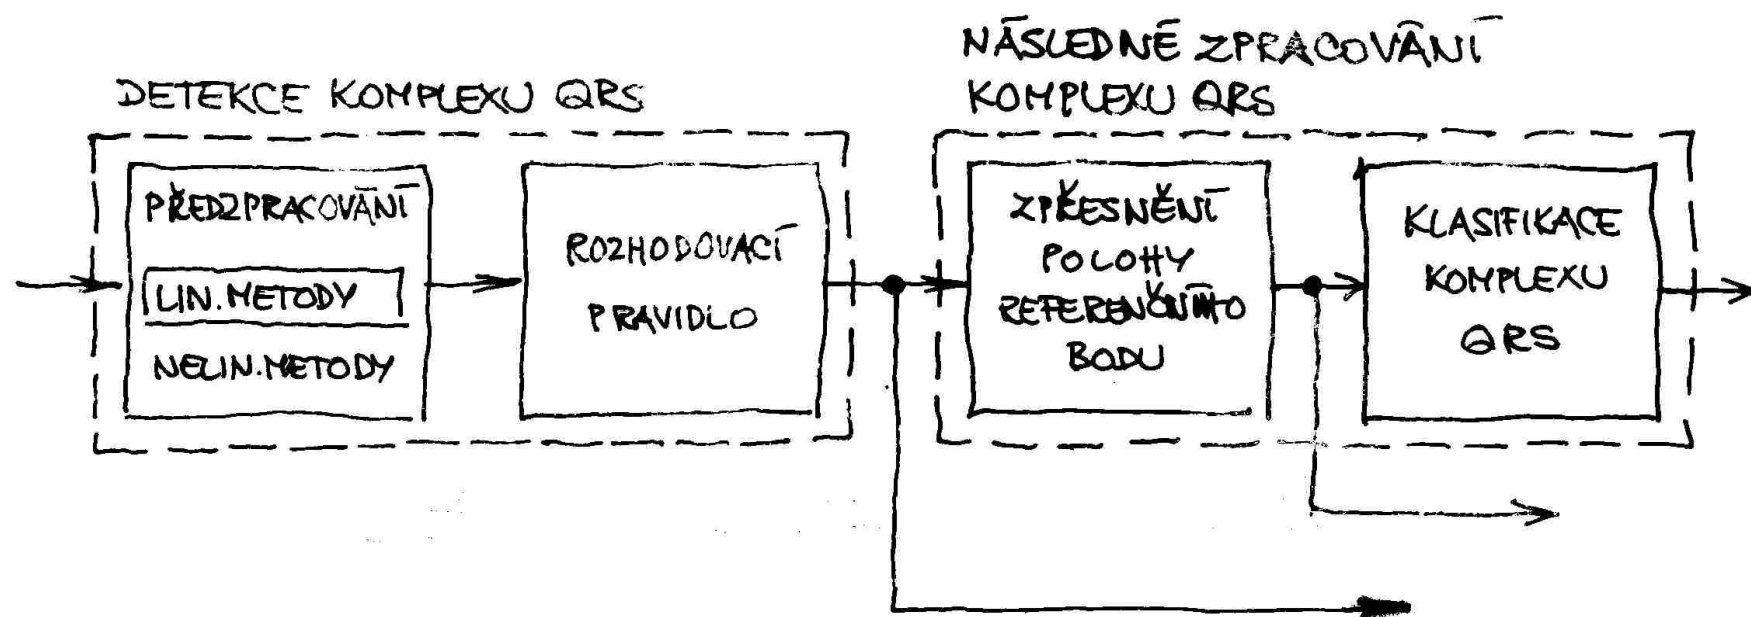 DETEKCE KOMPLEXU QRS
PŘEDZPRACOVÁNÍ
LIN. METODY
NELIN. METODY
ROZHODOVACÍ
PRAVIDLO
NÁSLEDNÉ ZPRACOVÁNÍ
KOMPLEXU QRS
ZPŘESNĚNÍ
POLOHY
REFERENČNÍHO
BODU
KLASIFIKACE
KOMPLEXU
QRS